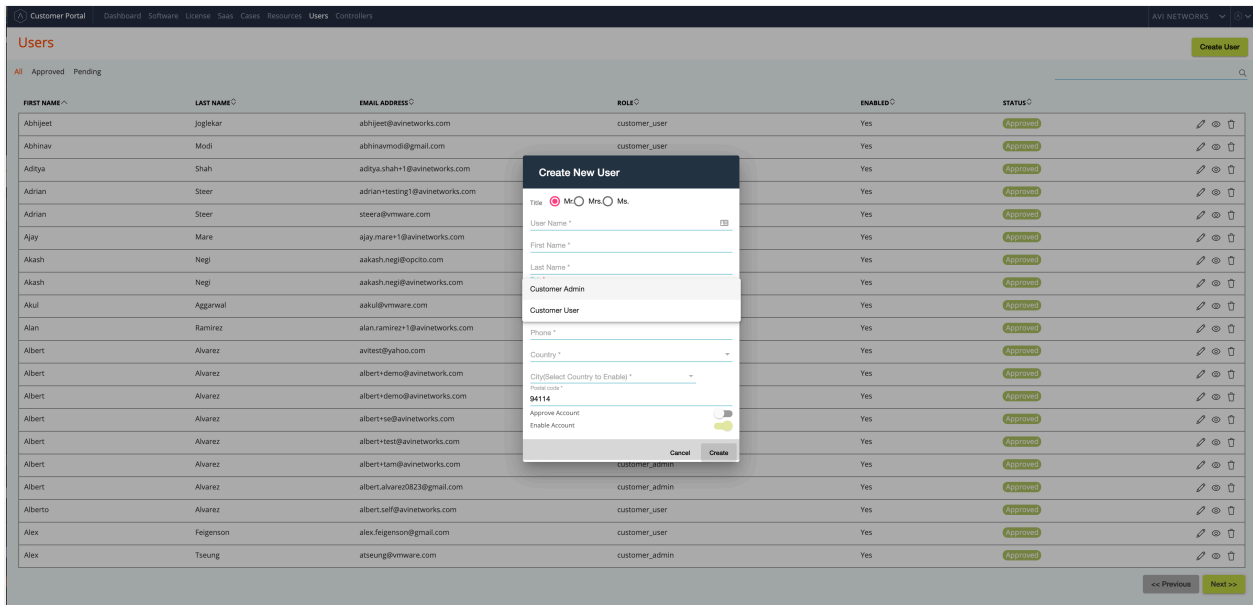 Customer Portal Dashboard Software License Saas Cases Resources Users Controllers AVI NETWORKS
Users
Create User
All Approved Pending
FIRST NAME LAST NAME EMAIL ADDRESS ROLE ENABLED STATUS
Abhijeet Joglekar abhijeet@avinetworks.com customer_user Yes Approved
Abhinav Modi abhinavmodi@gmail.com customer_user Yes Approved
Aditya Shah aditya.shah+1@avinetworks.com Yes Approved
Adrian Steer adrian+testing1@avinetworks.com Yes Approved
Adrian Steer steera@vmware.com Yes Approved
Ajay Mare ajay.mare+1@avinetworks.com Yes Approved
Akash Negi aakash.negi@opcito.com Yes Approved
Akash Negi aakash.negi@avinetworks.com Yes Approved
Akul Aggarwal aakul@vmware.com Yes Approved
Alan Ramirez alan.ramirez+1@avinetworks.com Yes Approved
Albert Alvarez avitest@yahoo.com Yes Approved
Albert Alvarez albert+demo@avinetwork.com Yes Approved
Albert Alvarez albert+demo@avinetworks.com Yes Approved
Albert Alvarez albert+se@avinetworks.com Yes Approved
Albert Alvarez albert+test@avinetworks.com Yes Approved
Albert Alvarez albert+tam@avinetworks.com customer_admin Yes Approved
Albert Alvarez albert.alvarez0823@gmail.com customer_admin Yes Approved
Alberto Alvarez albert.self@avinetworks.com customer_user Yes Approved
Alex Feigenson alex.feigenson@gmail.com customer_user Yes Approved
Alex Tseung atseung@vmware.com customer_admin Yes Approved
<< Previous Next >>
Create New User
Title Mr. Mrs. Ms.
User Name *
First Name *
Last Name *
Customer Admin
Customer User
Phone *
Country *
City(Select Country to Enable) *
Postal code *
94114
Approve Account
Enable Account
Cancel Create